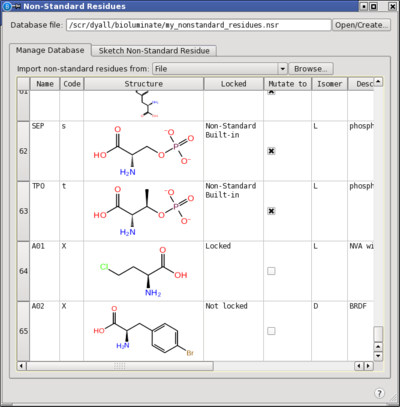 Non-Standard Residues
Database file: /scr/dyall/bioluminate/my_nonstandard_residues.nsr Open/Create...
Manage Database Sketch Non-Standard Residue
Import non-standard residues from: File Browse...
Name Code Structure Locked Mutate to Isomer Desc
62 SEP s Non-Standard Built-in L phosph
HO O NH₂ O P O⁻ O O⁻
63 TPO t Non-Standard Built-in L phosph
HO O NH₂ O P O⁻ O O⁻
64 A01 X Locked L NVA wi
Cl O OH NH₂
65 A02 X Not locked D BRDF
HO O H₂N Br
?